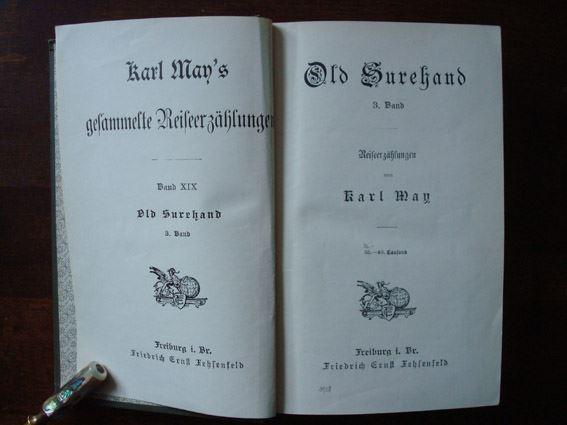 Karl May's
gesammelte Reiseerzählungen
Band XIX
Old Surehand
3. Band
Freiburg i. Br.
Friedrich Ernst Fehsenfeld
Old Surehand
3. Band
Reiseerzählungen
von
Karl May
Tausend
Freiburg i. Br.
Friedrich Ernst Fehsenfeld